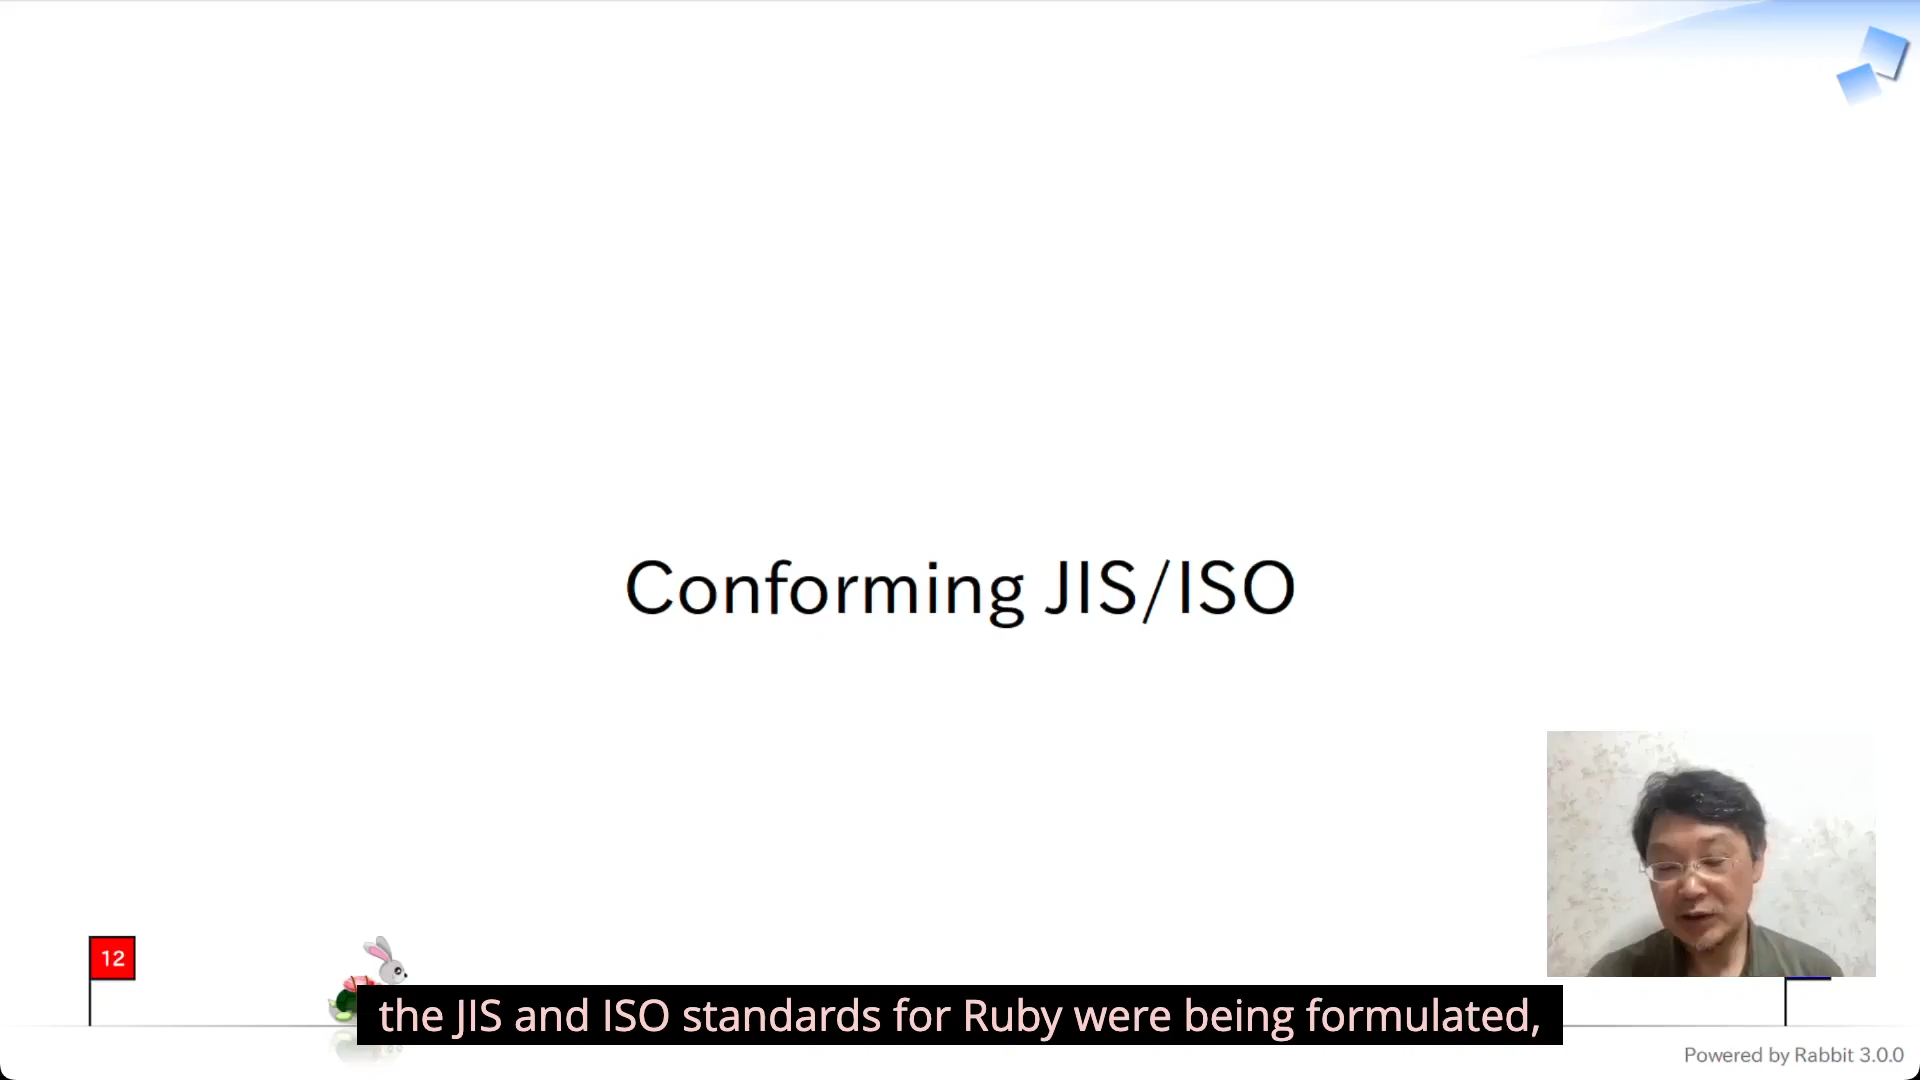 Conforming JIS/ISO
12
the JIS and ISO standards for Ruby were being formulated,
Powered by Rabbit 3.0.0